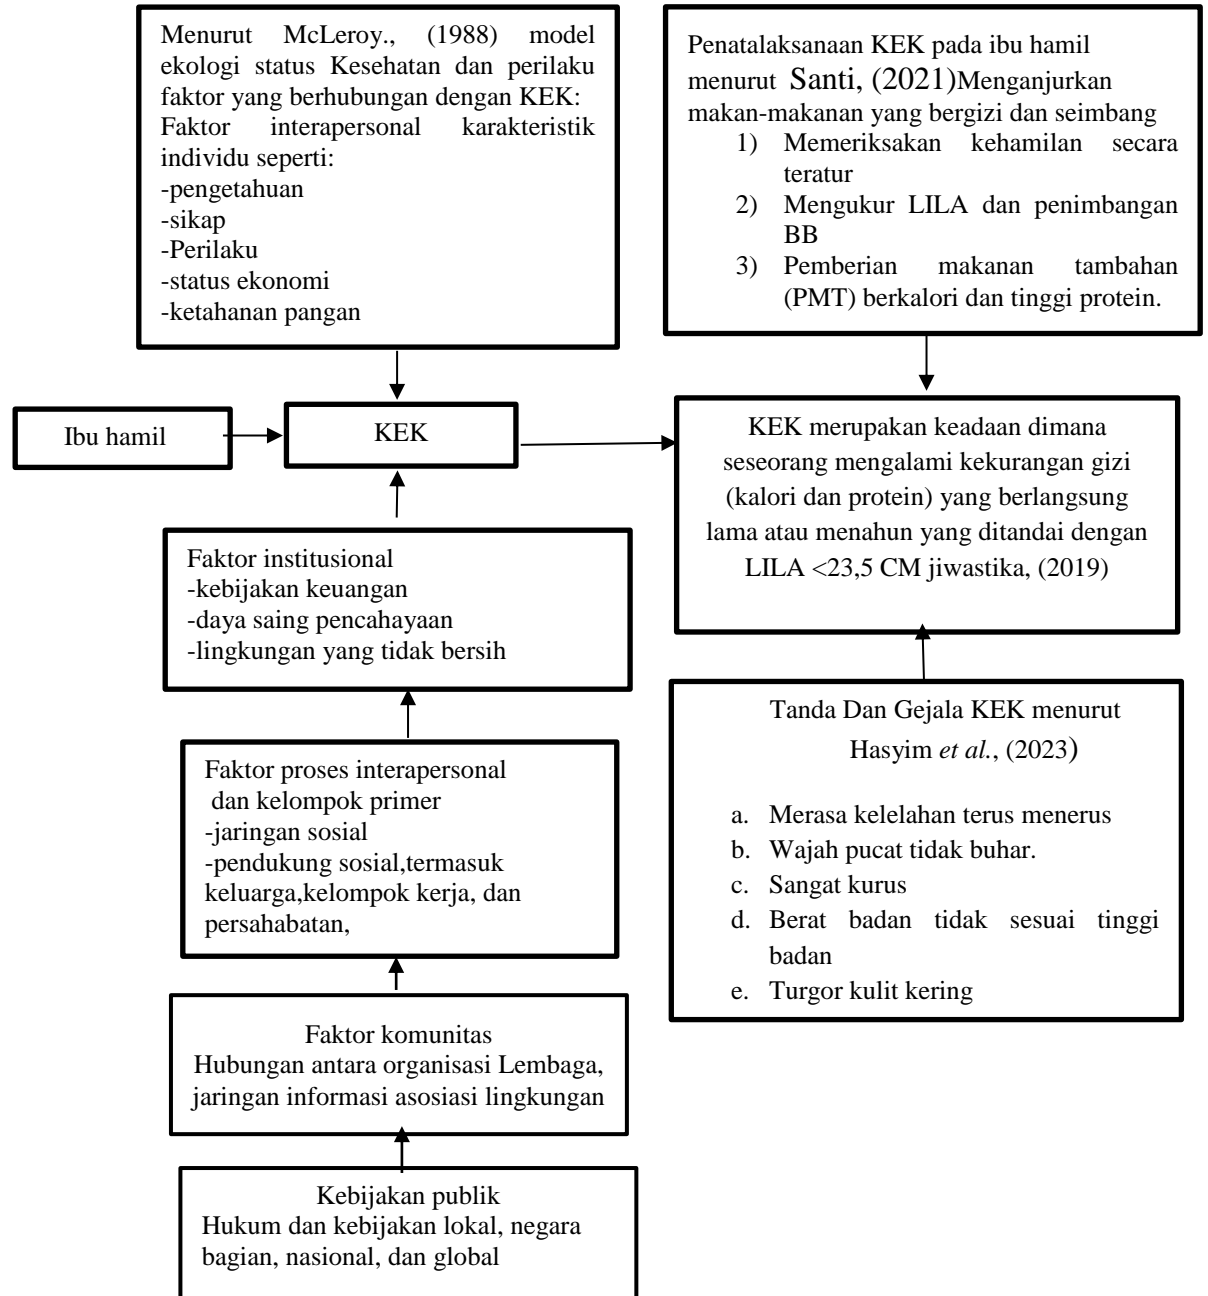 Menurut McLeroy., (1988) model
ekologi status Kesehatan dan perilaku
faktor yang berhubungan dengan KEK:
Faktor interapersonal karakteristik
individu seperti:
-pengetahuan
-sikap
-Perilaku
-status ekonomi
-ketahanan pangan
Penatalaksanaan KEK pada ibu hamil
menurut Santi, (2021)Menganjurkan
makan-makanan yang bergizi dan seimbang
1) Memeriksakan kehamilan secara
teratur
2) Mengukur LILA dan penimbangan
BB
3) Pemberian makanan tambahan
(PMT) berkalori dan tinggi protein.
Ibu hamil
KEK
KEK merupakan keadaan dimana
seseorang mengalami kekurangan gizi
(kalori dan protein) yang berlangsung
lama atau menahun yang ditandai dengan
LILA <23,5 CM jiwastika, (2019)
Faktor institusional
-kebijakan keuangan
-daya saing pencahayaan
-lingkungan yang tidak bersih
Faktor proses interapersonal
dan kelompok primer
-jaringan sosial
-pendukung sosial,termasuk
keluarga,kelompok kerja, dan
persahabatan,
Tanda Dan Gejala KEK menurut
Hasyim et al., (2023)
a. Merasa kelelahan terus menerus
b. Wajah pucat tidak buhar.
c. Sangat kurus
d. Berat badan tidak sesuai tinggi
badan
e. Turgor kulit kering
Faktor komunitas
Hubungan antara organisasi Lembaga,
jaringan informasi asosiasi lingkungan
Kebijakan publik
Hukum dan kebijakan lokal, negara
bagian, nasional, dan global